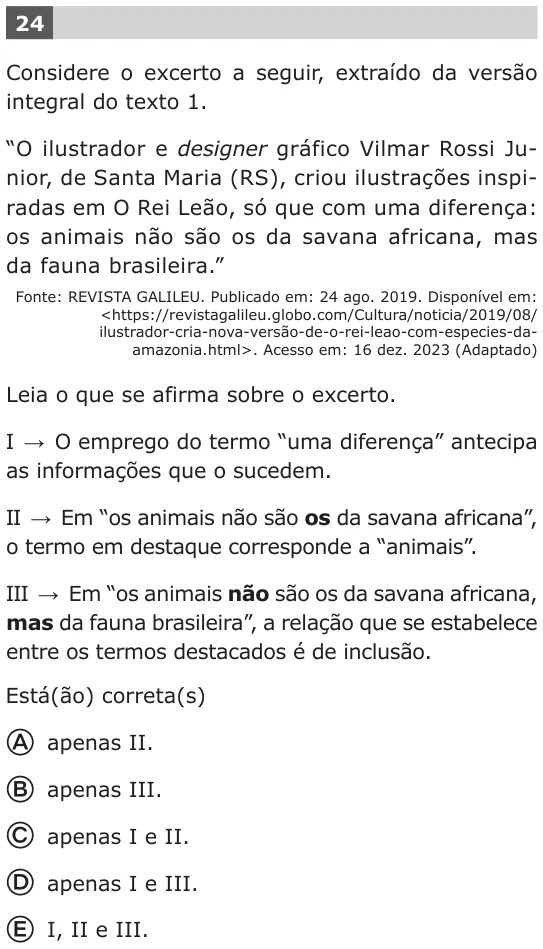 24
Considere o excerto a seguir, extraído da versão
integral do texto 1.
“O ilustrador e designer gráfico Vilmar Rossi Ju-
nior, de Santa Maria (RS), criou ilustrações inspi-
radas em O Rei Leão, só que com uma diferença:
os animais não são os da savana africana, mas
da fauna brasileira.”
Fonte: REVISTA GALILEU. Publicado em: 24 ago. 2019. Disponível em:
<https://revistagalileu.globo.com/Cultura/noticia/2019/08/
ilustrador-cria-nova-versão-de-o-rei-leao-com-especies-da-
amazonia.html>. Acesso em: 16 dez. 2023 (Adaptado)
Leia o que se afirma sobre o excerto.
I → O emprego do termo “uma diferença” antecipa
as informações que o sucedem.
II → Em “os animais não são os da savana africana”,
o termo em destaque corresponde a “animais”.
III → Em “os animais não são os da savana africana,
mas da fauna brasileira”, a relação que se estabelece
entre os termos destacados é de inclusão.
Está(ão) correta(s)
A apenas II.
B apenas III.
C apenas I e II.
D apenas I e III.
E I, II e III.